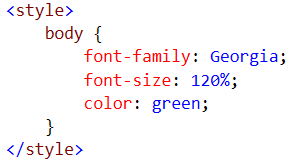 <style>
    body {
        font-family: Georgia;
        font-size: 120%;
        color: green;
    }
</style>